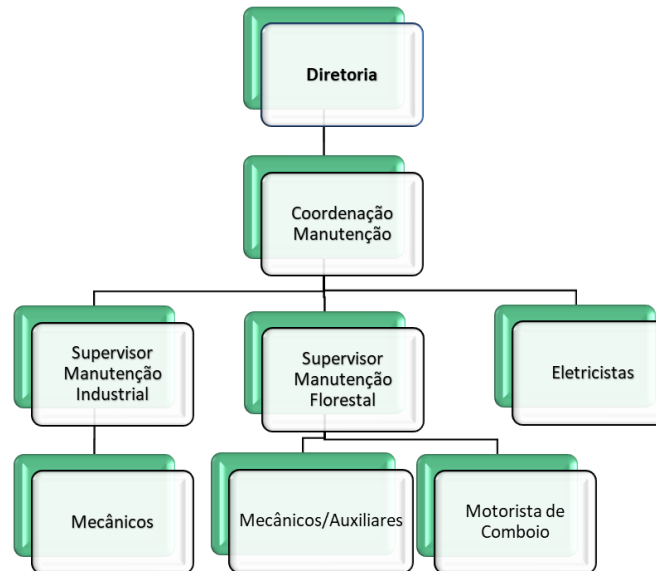 Diretoria
Coordenação
Manutenção
Supervisor
Manutenção
Industrial
Supervisor
Manutenção
Florestal
Eletricistas
Mecânicos
Mecânicos/Auxiliares
Motorista de
Comboio